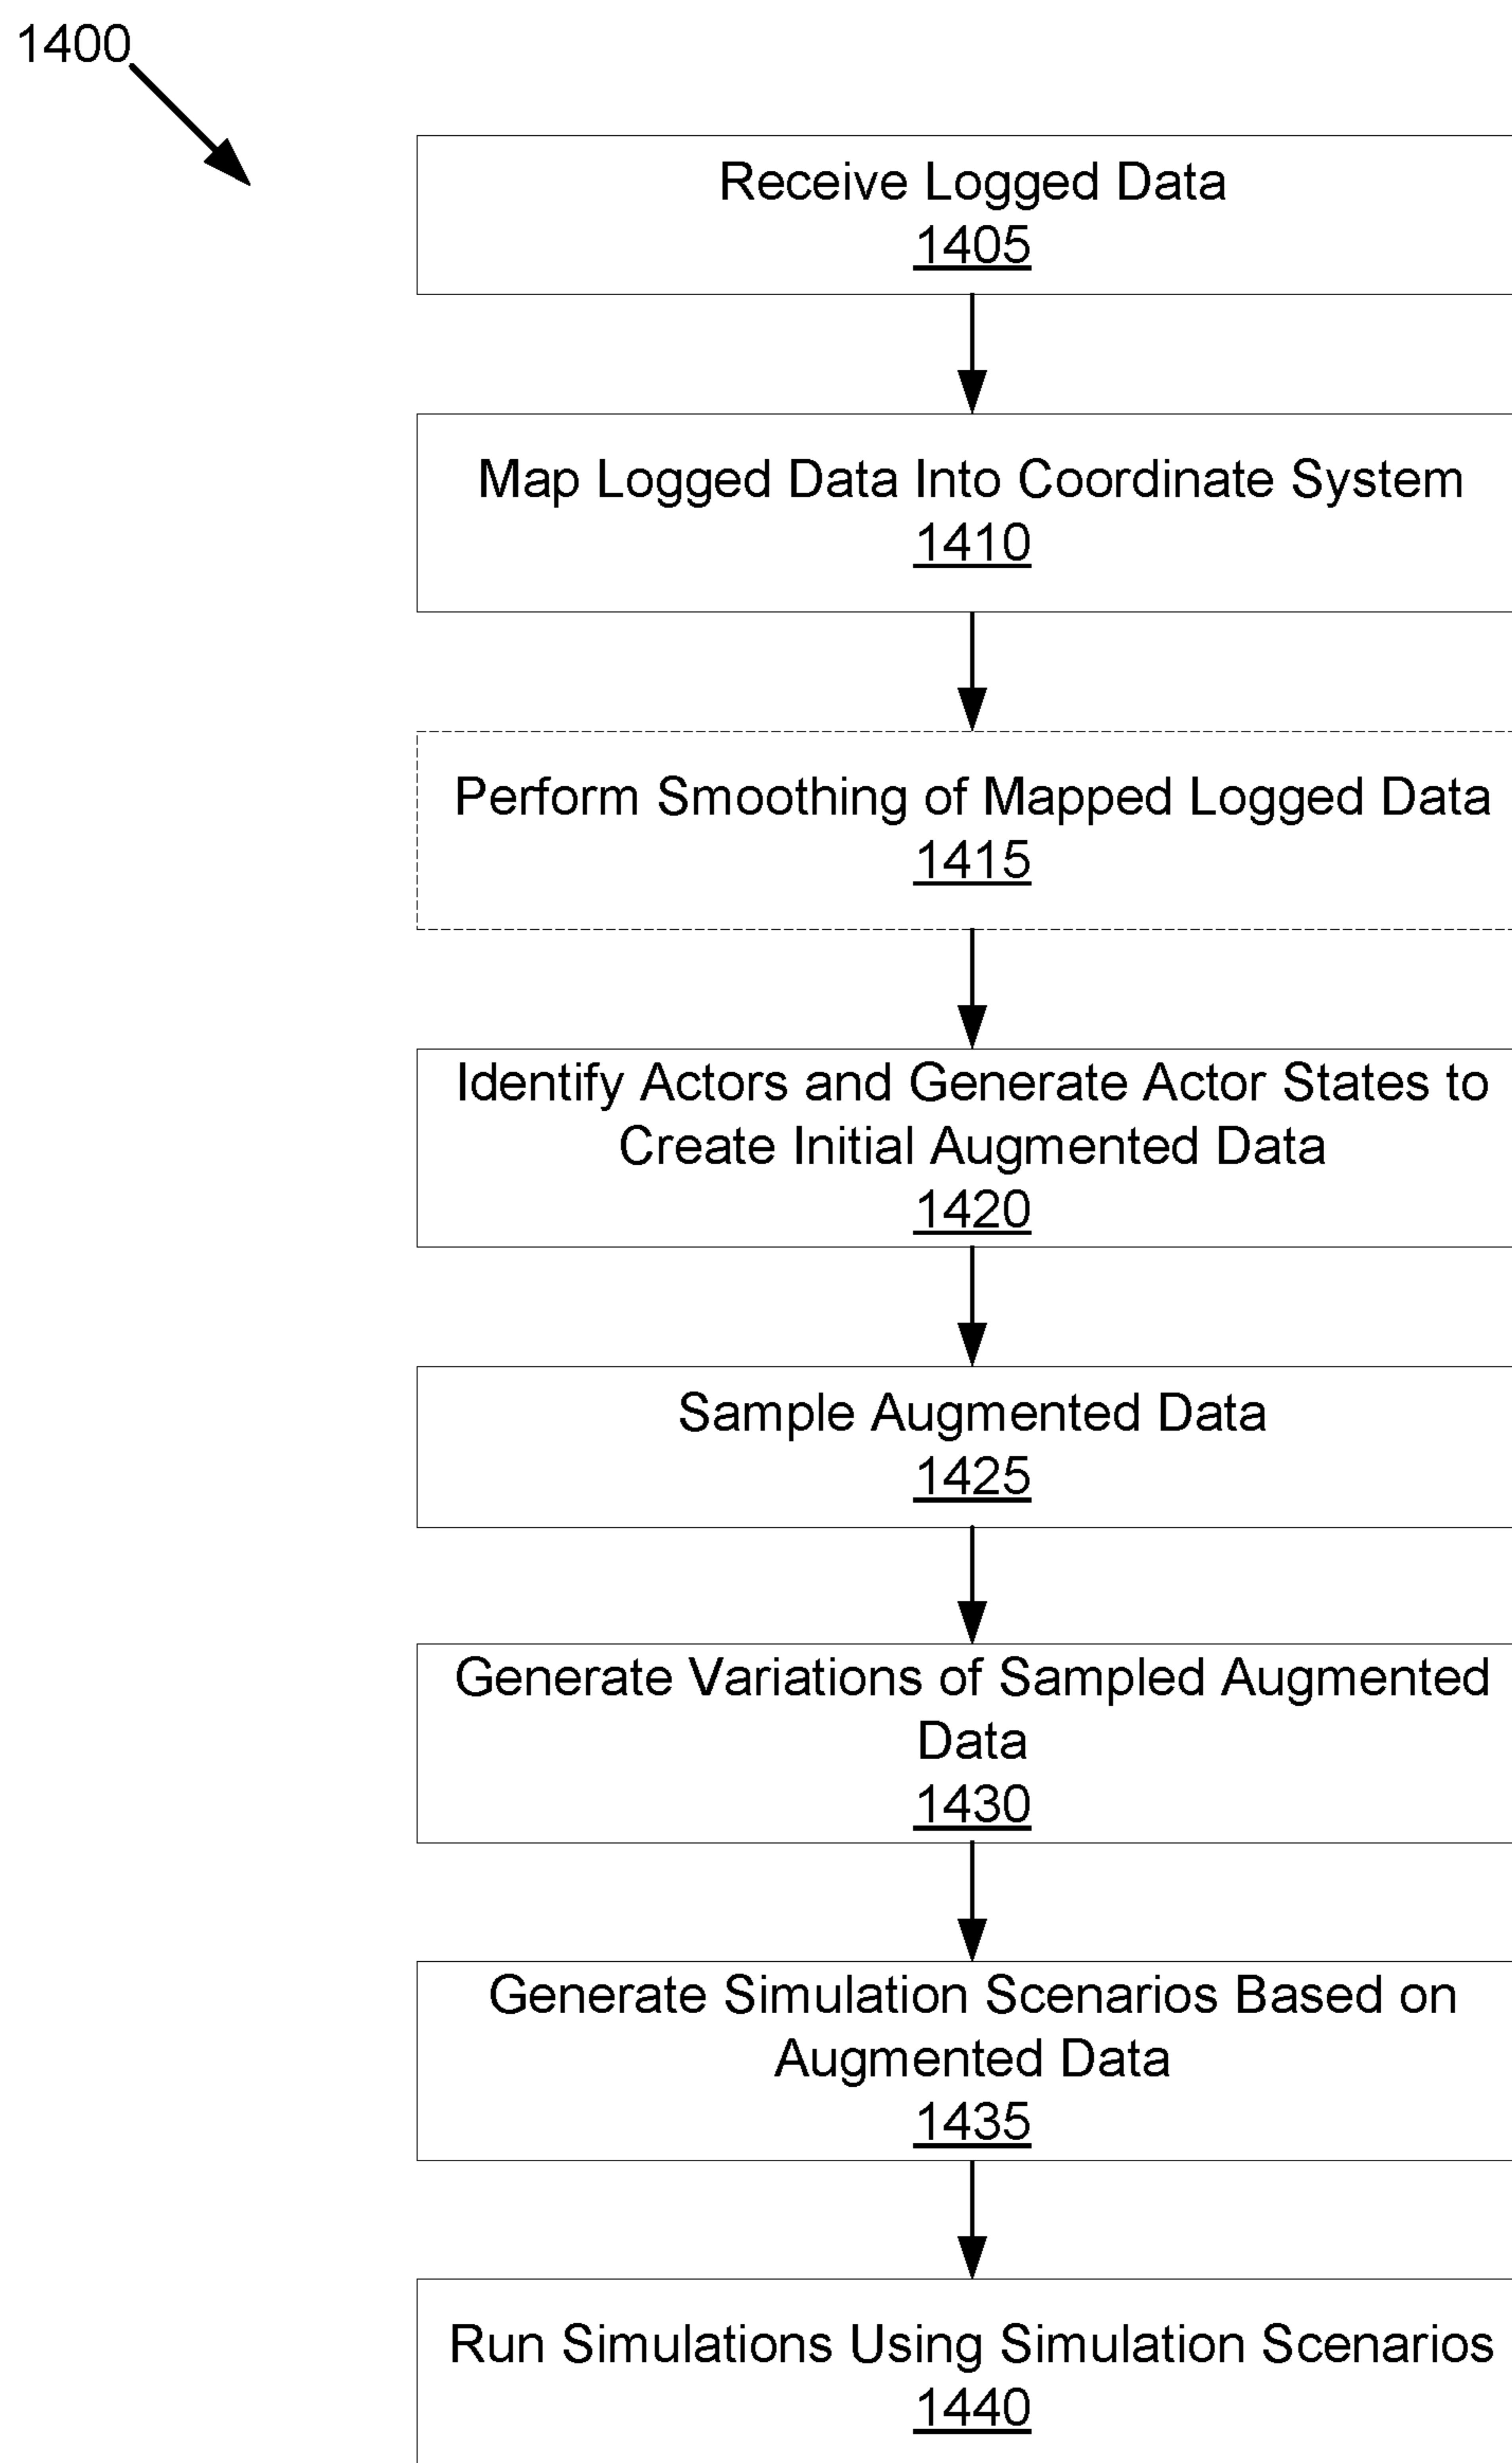 1400
Receive Logged Data
1405
Map Logged Data Into Coordinate System
1410
Perform Smoothing of Mapped Logged Data
1415
Identify Actors and Generate Actor States to
Create Initial Augmented Data
1420
Sample Augmented Data
1425
Generate Variations of Sampled Augmented
Data
1430
Generate Simulation Scenarios Based on
Augmented Data
1435
Run Simulations Using Simulation Scenarios
1440